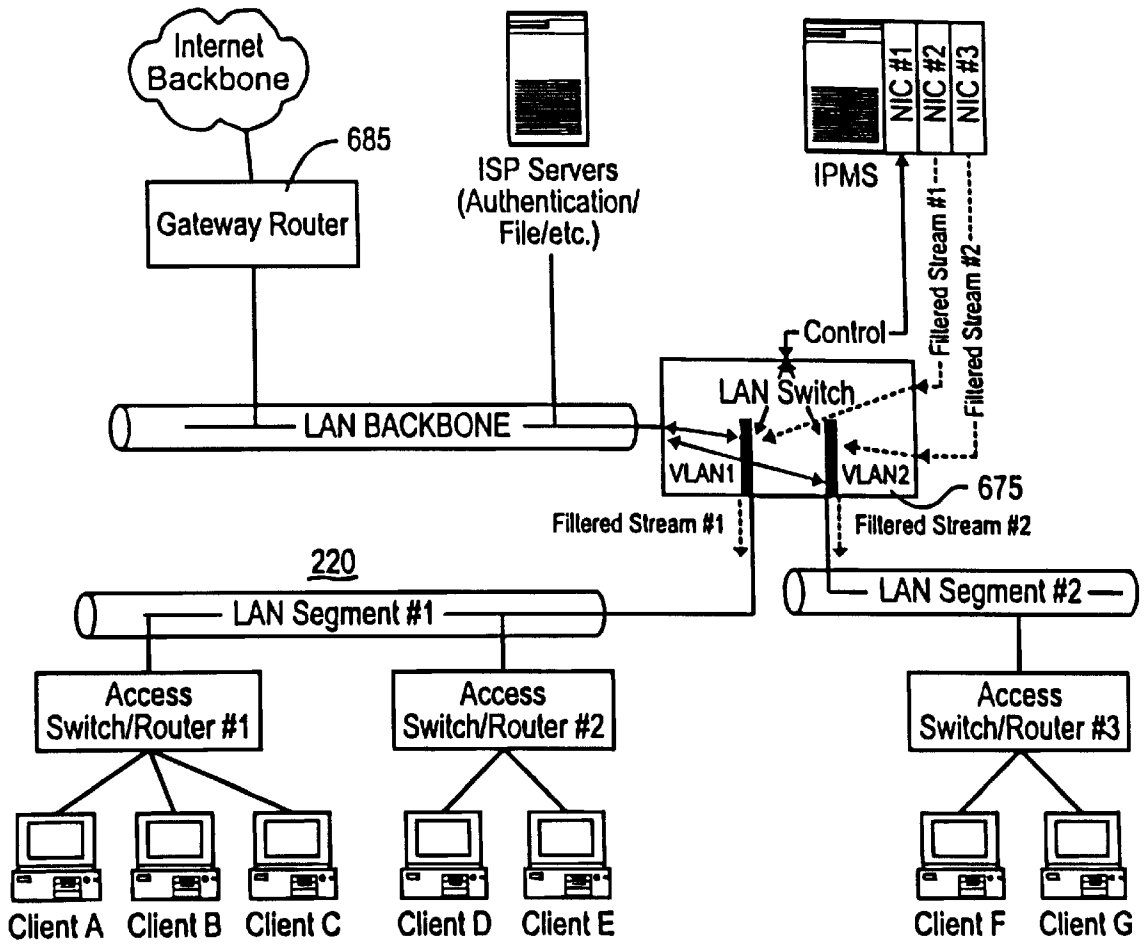 Internet
Backbone
685
Gateway Router
ISP Servers
(Authentication/
File/etc.)
NIC #1
NIC #2
NIC #3
IPMS
Filtered Stream #1
Filtered Stream #2
Control
LAN Switch
LAN BACKBONE
VLAN1
VLAN2
675
Filtered Stream #1
Filtered Stream #2
220
LAN Segment #1
LAN Segment #2
Access
Switch/Router #1
Access
Switch/Router #2
Access
Switch/Router #3
Client A
Client B
Client C
Client D
Client E
Client F
Client G